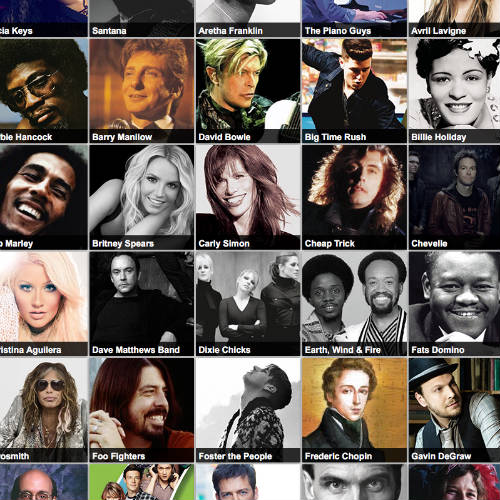 cia Keys
Santana
Aretha Franklin
The Piano Guys
Avril Lavigne
rbie Hancock
Barry Manilow
David Bowie
Big Time Rush
Billie Holiday
b Marley
Britney Spears
Carly Simon
Cheap Trick
Chevelle
ristina Aguilera
Dave Matthews Band
Dixie Chicks
Earth, Wind & Fire
Fats Domino
rosmith
Foo Fighters
Foster the People
Frederic Chopin
Gavin DeGraw